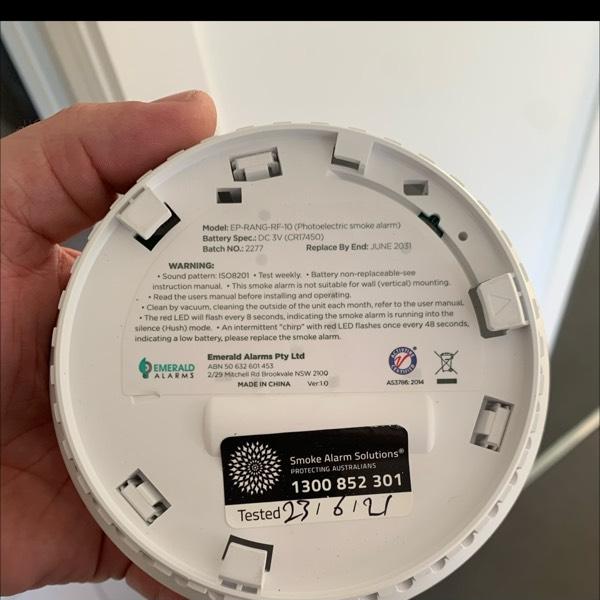 Model: EP-RANG-RF-10 (Photoelectric smoke alarm)
Battery Spec.: DC 3V (CR17450)
Batch NO.: 2277 Replace By End: JUNE 2031
WARNING:
• Sound pattern: ISO8201 • Test weekly. • Battery non-replaceable-see
instruction manual. • This smoke alarm is not suitable for wall (vertical) mounting.
• Read the users manual before installing and operating.
• Clean by vacuum, cleaning the outside of the unit each month, refer to the user manual.
• The red LED will flash every 8 seconds, indicating the smoke alarm is running into the
silence (Hush) mode. • An intermittent "chirp" with red LED flashes once every 48 seconds,
indicating a low battery, please replace the smoke alarm.
EMERALD
ALARMS
Emerald Alarms Pty Ltd
ABN 50 632 601 453
2/29 Mitchell Rd Brookvale NSW 2100
MADE IN CHINA Ver:1.0
AS3786: 2014
Smoke Alarm Solutions®
PROTECTING AUSTRALIANS
1300 852 301
Tested 23/6/21